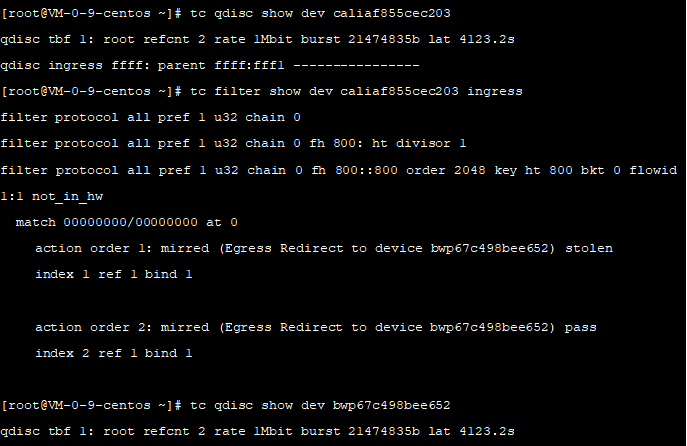 [root@VM-0-9-centos ~]# tc qdisc show dev caliaf855cec203
qdisc tbf 1: root refcnt 2 rate 1Mbit burst 21474835b lat 4123.2s
qdisc ingress ffff: parent ffff:fff1 ----------------
[root@VM-0-9-centos ~]# tc filter show dev caliaf855cec203 ingress
filter protocol all pref 1 u32 chain 0
filter protocol all pref 1 u32 chain 0 fh 800: ht divisor 1
filter protocol all pref 1 u32 chain 0 fh 800::800 order 2048 key ht 800 bkt 0 flowid
1:1 not_in_hw
match 00000000/00000000 at 0
action order 1: mirred (Egress Redirect to device bwp67c498bee652) stolen
index 1 ref 1 bind 1
action order 2: mirred (Egress Redirect to device bwp67c498bee652) pass
index 2 ref 1 bind 1
[root@VM-0-9-centos ~]# tc qdisc show dev bwp67c498bee652
qdisc tbf 1: root refcnt 2 rate 1Mbit burst 21474835b lat 4123.2s